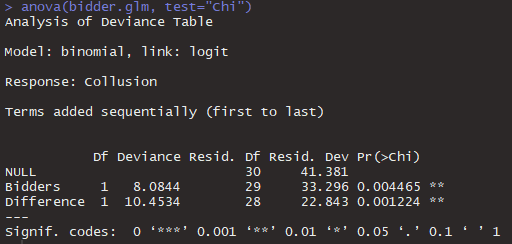 > anova(bidder.glm, test="Chi")
Analysis of Deviance Table

Model: binomial, link: logit

Response: Collusion

Terms added sequentially (first to last)


           Df Deviance Resid. Df Resid. Dev Pr(>Chi)
NULL                          30     41.381
Bidders     1   8.0844        29     33.296 0.004465 **
Difference  1  10.4534        28     22.843 0.001224 **
---
Signif. codes:  0 ‘***’ 0.001 ‘**’ 0.01 ‘*’ 0.05 ‘.’ 0.1 ‘ ’ 1